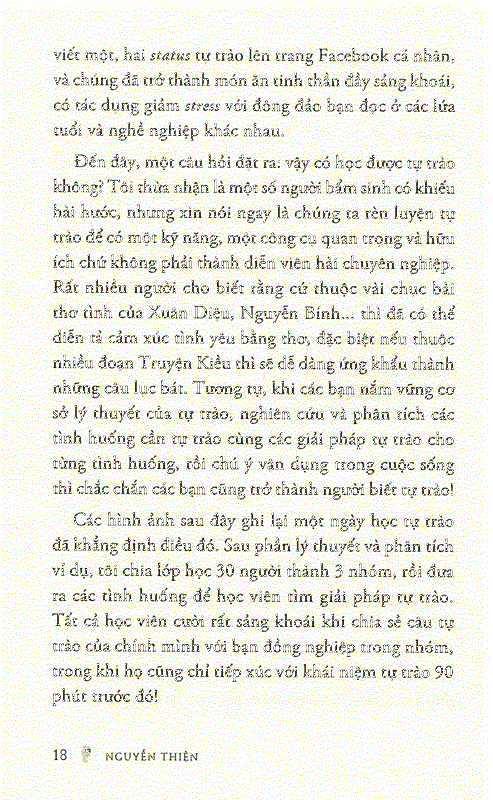 viết một, hai status tự trào lên trang Facebook cá nhân,
và chúng đã trở thành món ăn tinh thần đầy sảng khoái,
có tác dụng giảm stress với đông đảo bạn đọc ở các lứa
tuổi và nghề nghiệp khác nhau.
Đến đây, một câu hỏi đặt ra: vậy có học được tự trào
không? Tôi thừa nhận là một số người bẩm sinh có khiếu
hài hước, nhưng xin nói ngay là chúng ta rèn luyện tự
trào để có một kỹ năng, một công cụ quan trọng và hữu
ích chứ không phải thành diễn viên hài chuyên nghiệp.
Rất nhiều người cho biết rằng cứ thuộc vài chục bài
thơ tình của Xuân Diệu, Nguyễn Bính... thì đã có thể
diễn tả cảm xúc tình yêu bằng thơ, đặc biệt nếu thuộc
nhiều đoạn Truyện Kiều thì sẽ dễ dàng ứng khẩu thành
những câu lục bát. Tương tự, khi các bạn nắm vững cơ
sở lý thuyết của tự trào, nghiên cứu và phân tích các
tình huống cần tự trào cùng các giải pháp tự trào cho
từng tình huống, rồi chú ý vận dụng trong cuộc sống
thì chắc chắn các bạn cũng trở thành người biết tự trào!
Các hình ảnh sau đây ghi lại một ngày học tự trào
đã khẳng định điều đó. Sau phần lý thuyết và phân tích
ví dụ, tôi chia lớp học 30 người thành 3 nhóm, rồi đưa
ra các tình huống để học viên tìm giải pháp tự trào.
Tất cả học viên cười rất sảng khoái khi chia sẻ câu tự
trào của chính mình với bạn đồng nghiệp trong nhóm,
trong khi họ cũng chỉ tiếp xúc với khái niệm tự trào 90
phút trước đó!
18 NGUYỄN THIỆN